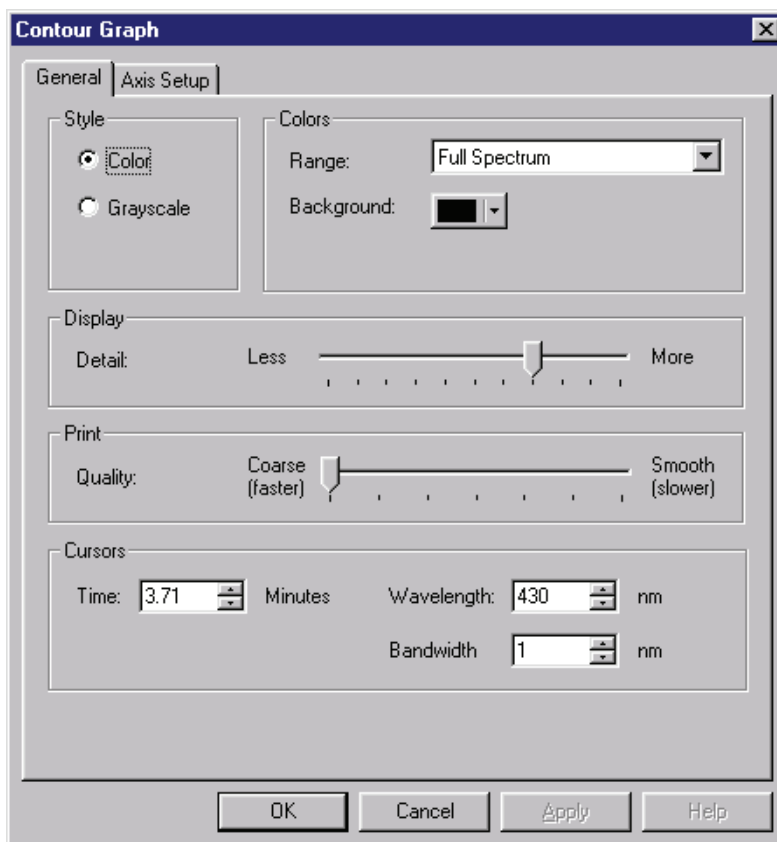 Contour Graph
General Axis Setup
Style
Color
Grayscale
Colors
Range: Full Spectrum
Background:
Display
Detail: Less More
Print
Quality: Coarse (faster) Smooth (slower)
Cursors
Time: 3.71 Minutes Wavelength: 430 nm
Bandwidth 1 nm
OK Cancel Apply Help